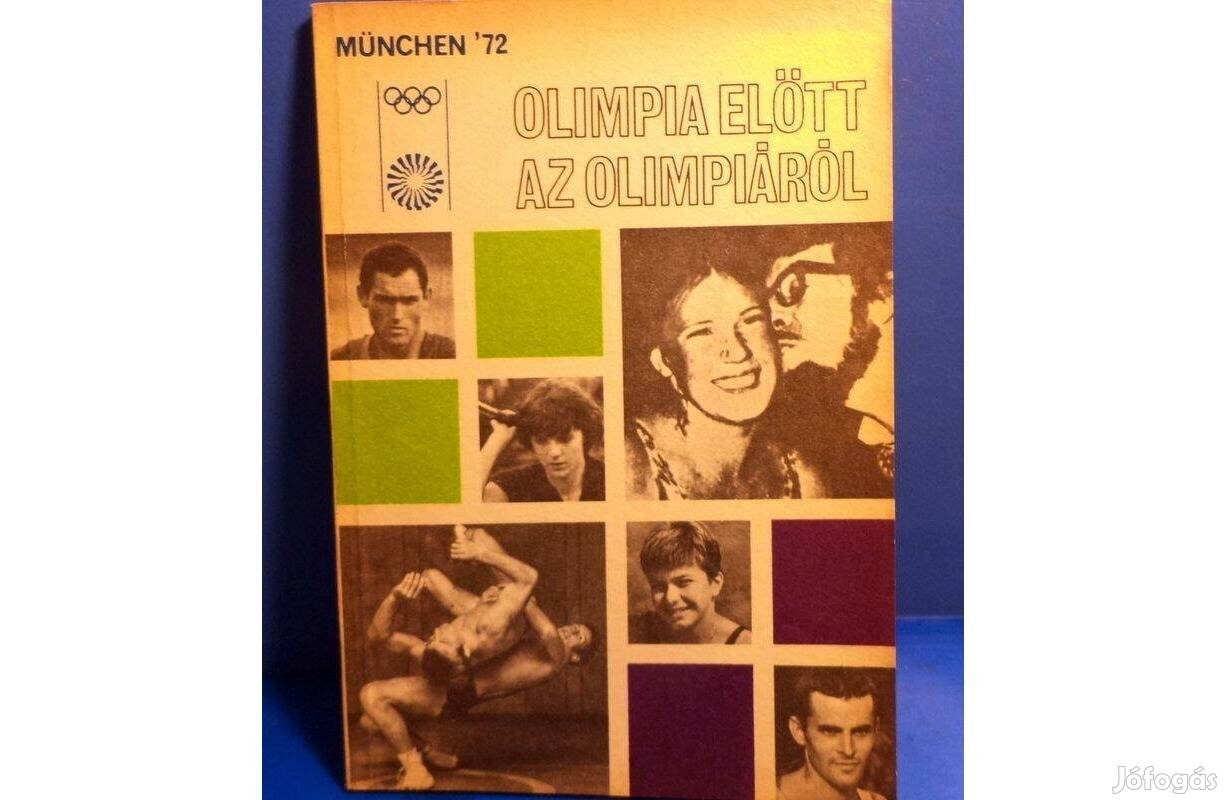 MÜNCHEN '72
OLIMPIA ELÖTT
AZ OLIMPIÁRÓL
Jófogás